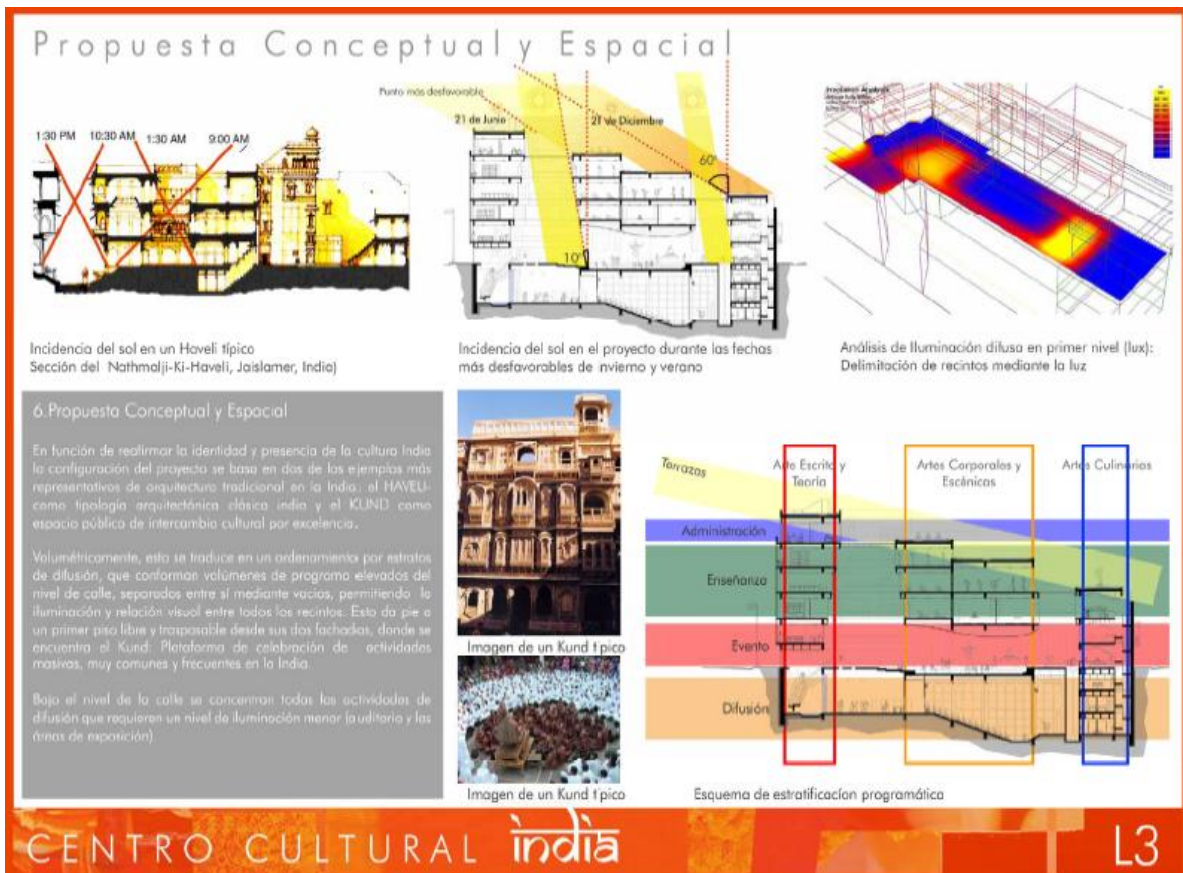 Propuesta Conceptual y Espacial
1:30 PM 10:30 AM 1:30 AM 9:00 AM
Punto más desfavorable
21 de Junio
21 de Diciembre
60°
10°
Incidencia del sol en un Haveli típico
Sección del Nathmalji-Ki-Haveli, Jaislamer, India)
Incidencia del sol en el proyecto durante las fechas
más desfavorables de invierno y verano
Análisis de Iluminación difusa en primer nivel (lux):
Delimitación de recintos mediante la luz
6.Propuesta Conceptual y Espacial
En función de reafirmar la identidad y presencia de la cultura India
la configuración del proyecto se basa en dos de los ejemplos más
representativos de arquitectura tradicional en la India: el HAVELI-
como tipología arquitectónica clásica india y el KUND como
espacio público de intercambio cultural por excelencia.
Volumétricamente, esto se traduce en un ordenamiento por estratos
de difusión, que conforman volúmenes de programa elevados del
nivel de calle, separados entre sí mediante vacíos, permitiendo la
iluminación y relación visual entre todos los recintos. Esto da pie a
un primer piso libre y traspasable desde sus dos fachadas, donde se
encuentra el Kund: Plataforma de celebración de actividades
masivas, muy comunes y frecuentes en la India.
Bajo el nivel de la calle se concentran todas las actividades de
difusión que requieren un nivel de iluminación menor (auditorio y las
áreas de exposición)
Imagen de un Kund t pico
Imagen de un Kund t pico
Terrazas
Arte Escrito y
Teoría
Artes Corporales y
Escénicas
Artes Culinarias
Administración
Enseñanza
Evento
Difusión
Esquema de estratificacíon programática
CENTRO CULTURAL india
L3